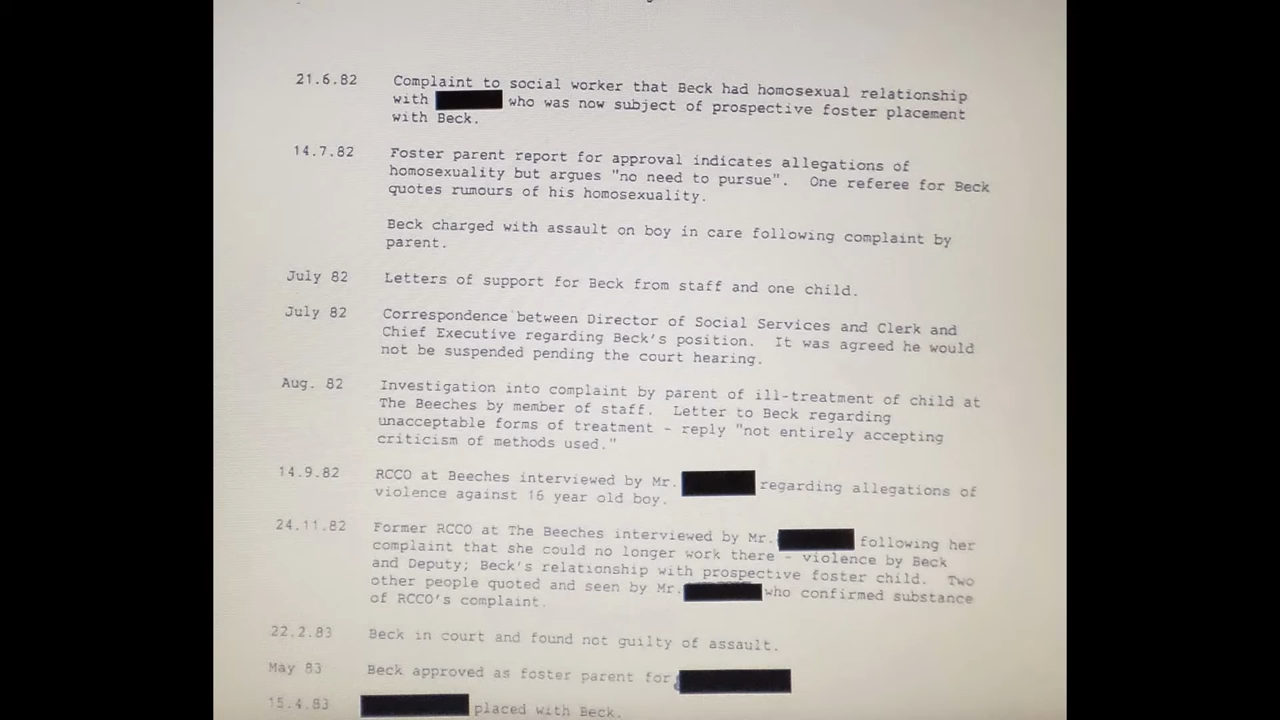 21.6.82 Complaint to social worker that Beck had homosexual relationship
with who was now subject of prospective foster placement
with Beck.
14.7.82 Foster parent report for approval indicates allegations of
homosexuality but argues "no need to pursue". One referee for Beck
quotes rumours of his homosexuality.
Beck charged with assault on boy in care following complaint by
parent.
July 82 Letters of support for Beck from staff and one child.
July 82 Correspondence between Director of Social Services and Clerk and
Chief Executive regarding Beck's position. It was agreed he would
not be suspended pending the court hearing.
Aug. 82 Investigation into complaint by parent of ill-treatment of child at
The Beeches by member of staff. Letter to Beck regarding
unacceptable forms of treatment - reply "not entirely accepting
criticism of methods used."
14.9.82 RCCO at Beeches interviewed by Mr. regarding allegations of
violence against 16 year old boy.
24.11.82 Former RCCO at The Beeches interviewed by Mr. following her
complaint that she could no longer work there - violence by Beck
and Deputy; Beck's relationship with prospective foster child. Two
other people quoted and seen by Mr. who confirmed substance
of RCCO's complaint.
22.2.83 Beck in court and found not guilty of assault.
May 83 Beck approved as foster parent for
15.4.83 placed with Beck.